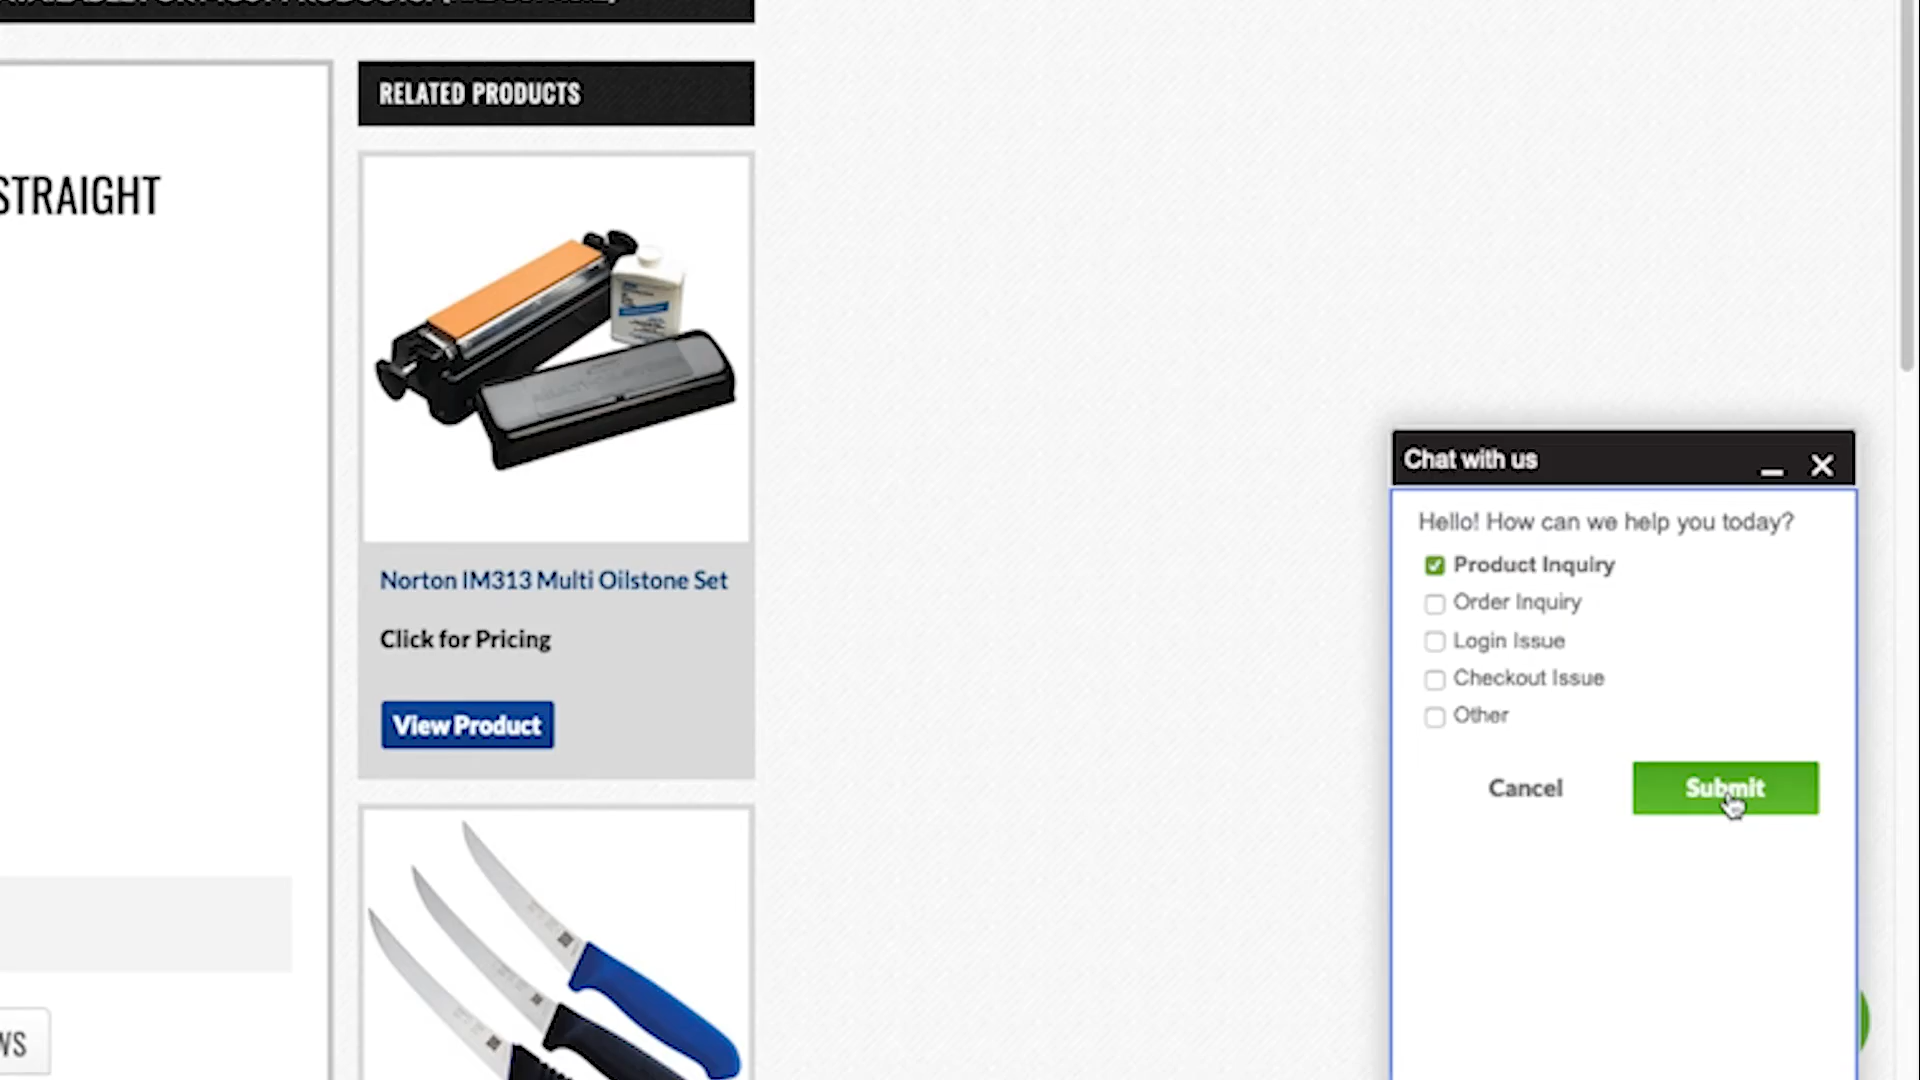 RELATED PRODUCTS
STRAIGHT
Norton IM313 Multi Oilstone Set
Click for Pricing
View Product
Chat with us
Hello! How can we help you today?
Product Inquiry
Order Inquiry
Login Issue
Checkout Issue
Other
Cancel
Submit
WS